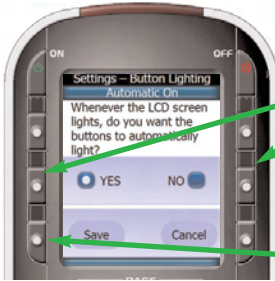 ON OFF
Settings – Button Lighting
Automatic On
Whenever the LCD screen
lights, do you want the
buttons to automatically
light?
YES NO
Save Cancel
PAGE